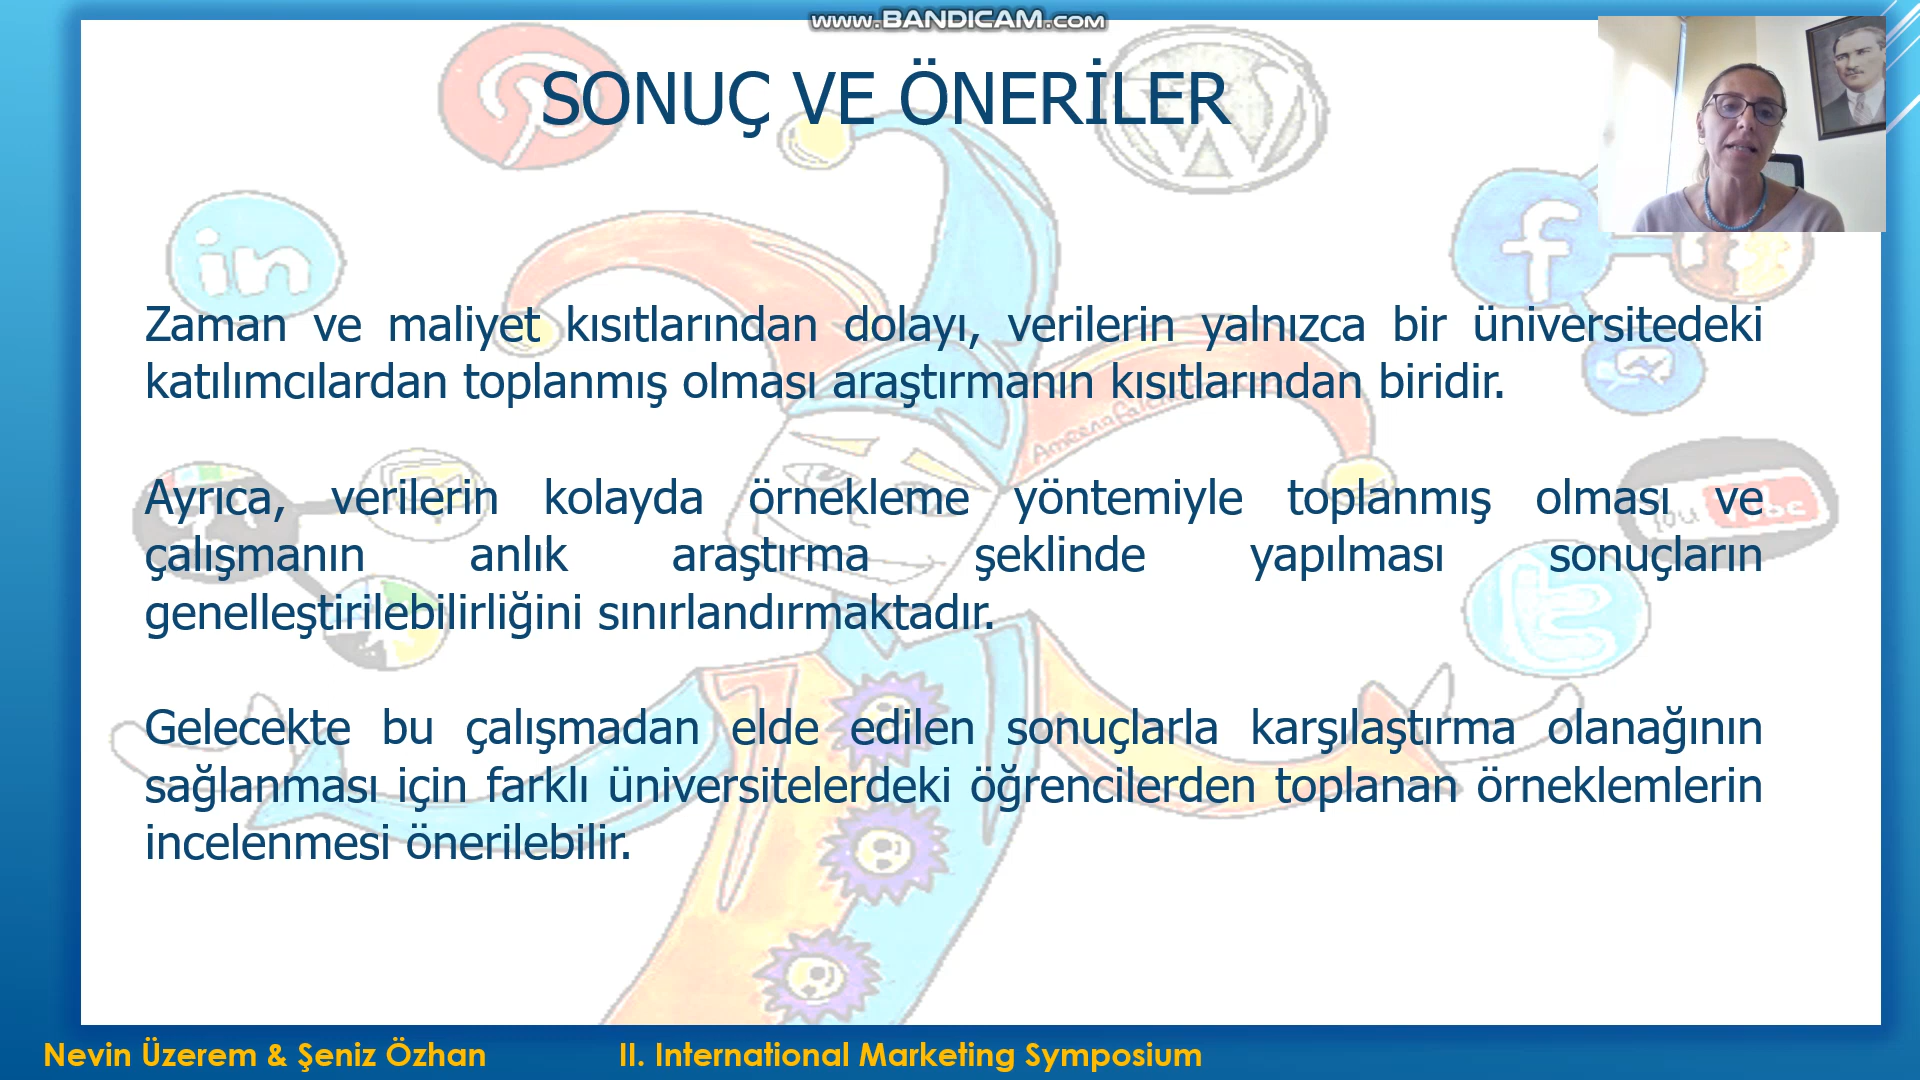 www.BANDICAM.com
SONUÇ VE ÖNERİLER
in
f
Zaman ve maliyet kısıtlarından dolayı, verilerin yalnızca bir üniversitedeki
katılımcılardan toplanmış olması araştırmanın kısıtlarından biridir.
Ayrıca, verilerin kolayda örnekleme yöntemiyle toplanmış olması ve
You Tube
çalışmanın anlık araştırma şeklinde yapılması sonuçların
genelleştirilebilirliğini sınırlandırmaktadır.
Gelecekte bu çalışmadan elde edilen sonuçlarla karşılaştırma olanağının
sağlanması için farklı üniversitelerdeki öğrencilerden toplanan örneklemlerin
incelenmesi önerilebilir.
Nevin Üzerem & Şeniz Özhan
II. International Marketing Symposium